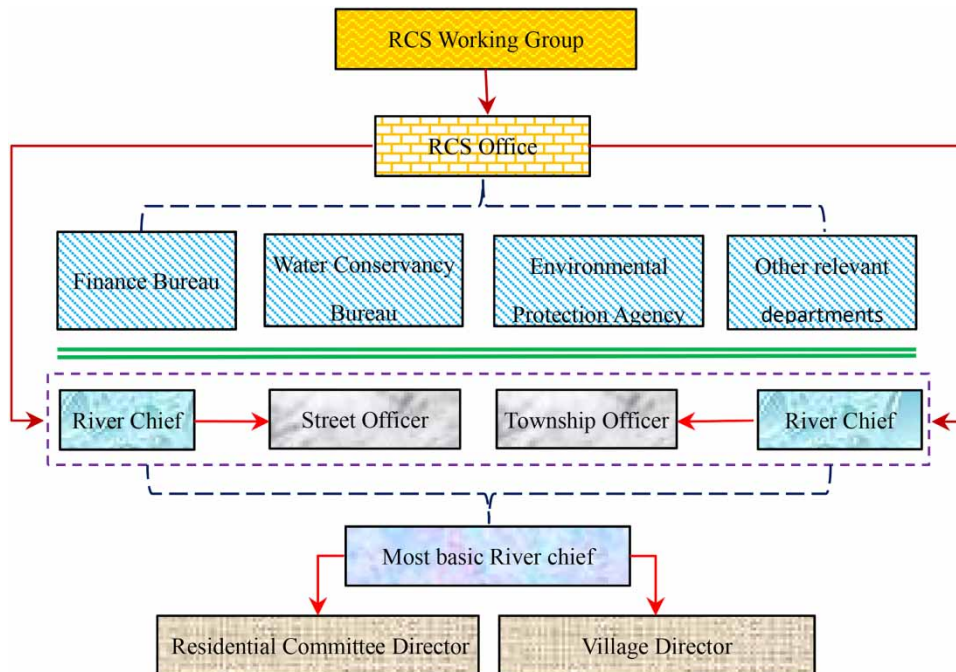 RCS Working Group
RCS Office
Finance Bureau
Water Conservancy
Bureau
Environmental
Protection Agency
Other relevant
departments
River Chief
Street Officer
Township Officer
River Chief
Most basic River chief
Residential Committee Director
Village Director